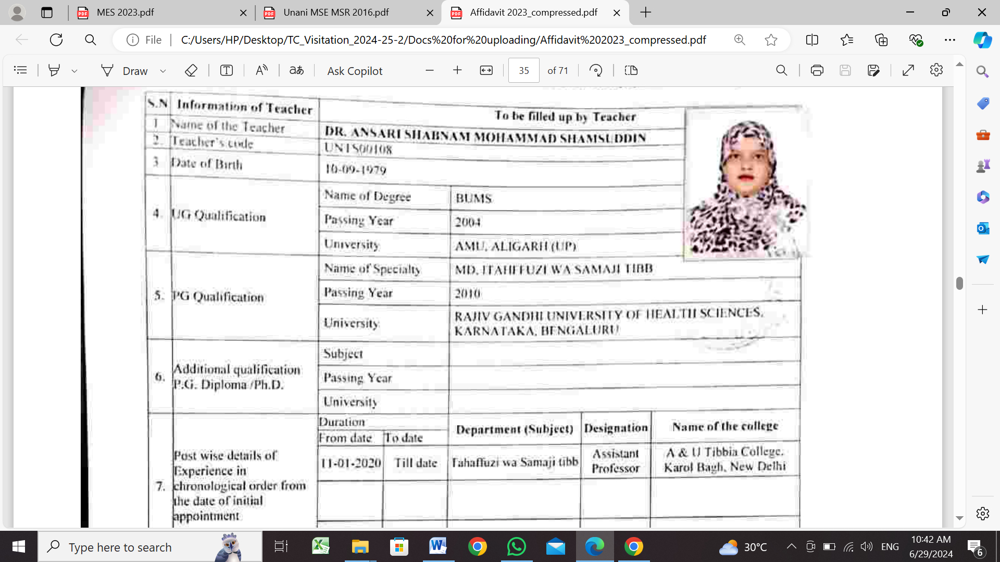 MES 2023.pdf
Unani MSE MSR 2016.pdf
Affidavit 2023_compressed.pdf
File
C:/Users/HP/Desktop/TC_Visitation_2024-25-2/Docs%20for%20uploading/Affidavit%202023_compressed.pdf
Draw
Ask Copilot
35 of 71
S.N Information of Teacher To be filled up by Teacher
1 Name of the Teacher DR. ANSARI SHABNAM MOHAMMAD SHAMSUDDIN
2. Teacher's code UNTS00108
3 Date of Birth 10-09-1979
4. UG Qualification
Name of Degree BUMS
Passing Year 2004
University AMU, ALIGARH (UP)
5. PG Qualification
Name of Specialty MD, WA SAMAJI TIBB
Passing Year 2010
University RAJIV GANDHI UNIVERSITY OF HEALTH SCIENCES,
KARNATAKA, BENGALURU
6. Additional qualification
P.G. Diploma /Ph.D.
Subject
Passing Year
University
7. Post wise details of
Experience in
chronological order from
the date of initial
appointment
Duration
From date To date
Department (Subject) Designation Name of the college
11-01-2020 Till date Tahaffuzi wa Samaji tibb
Assistant
Professor
A & U Tibbia College,
Karol Bagh, New Delhi
Type here to search
30°C
ENG
10:42 AM
6/29/2024
6